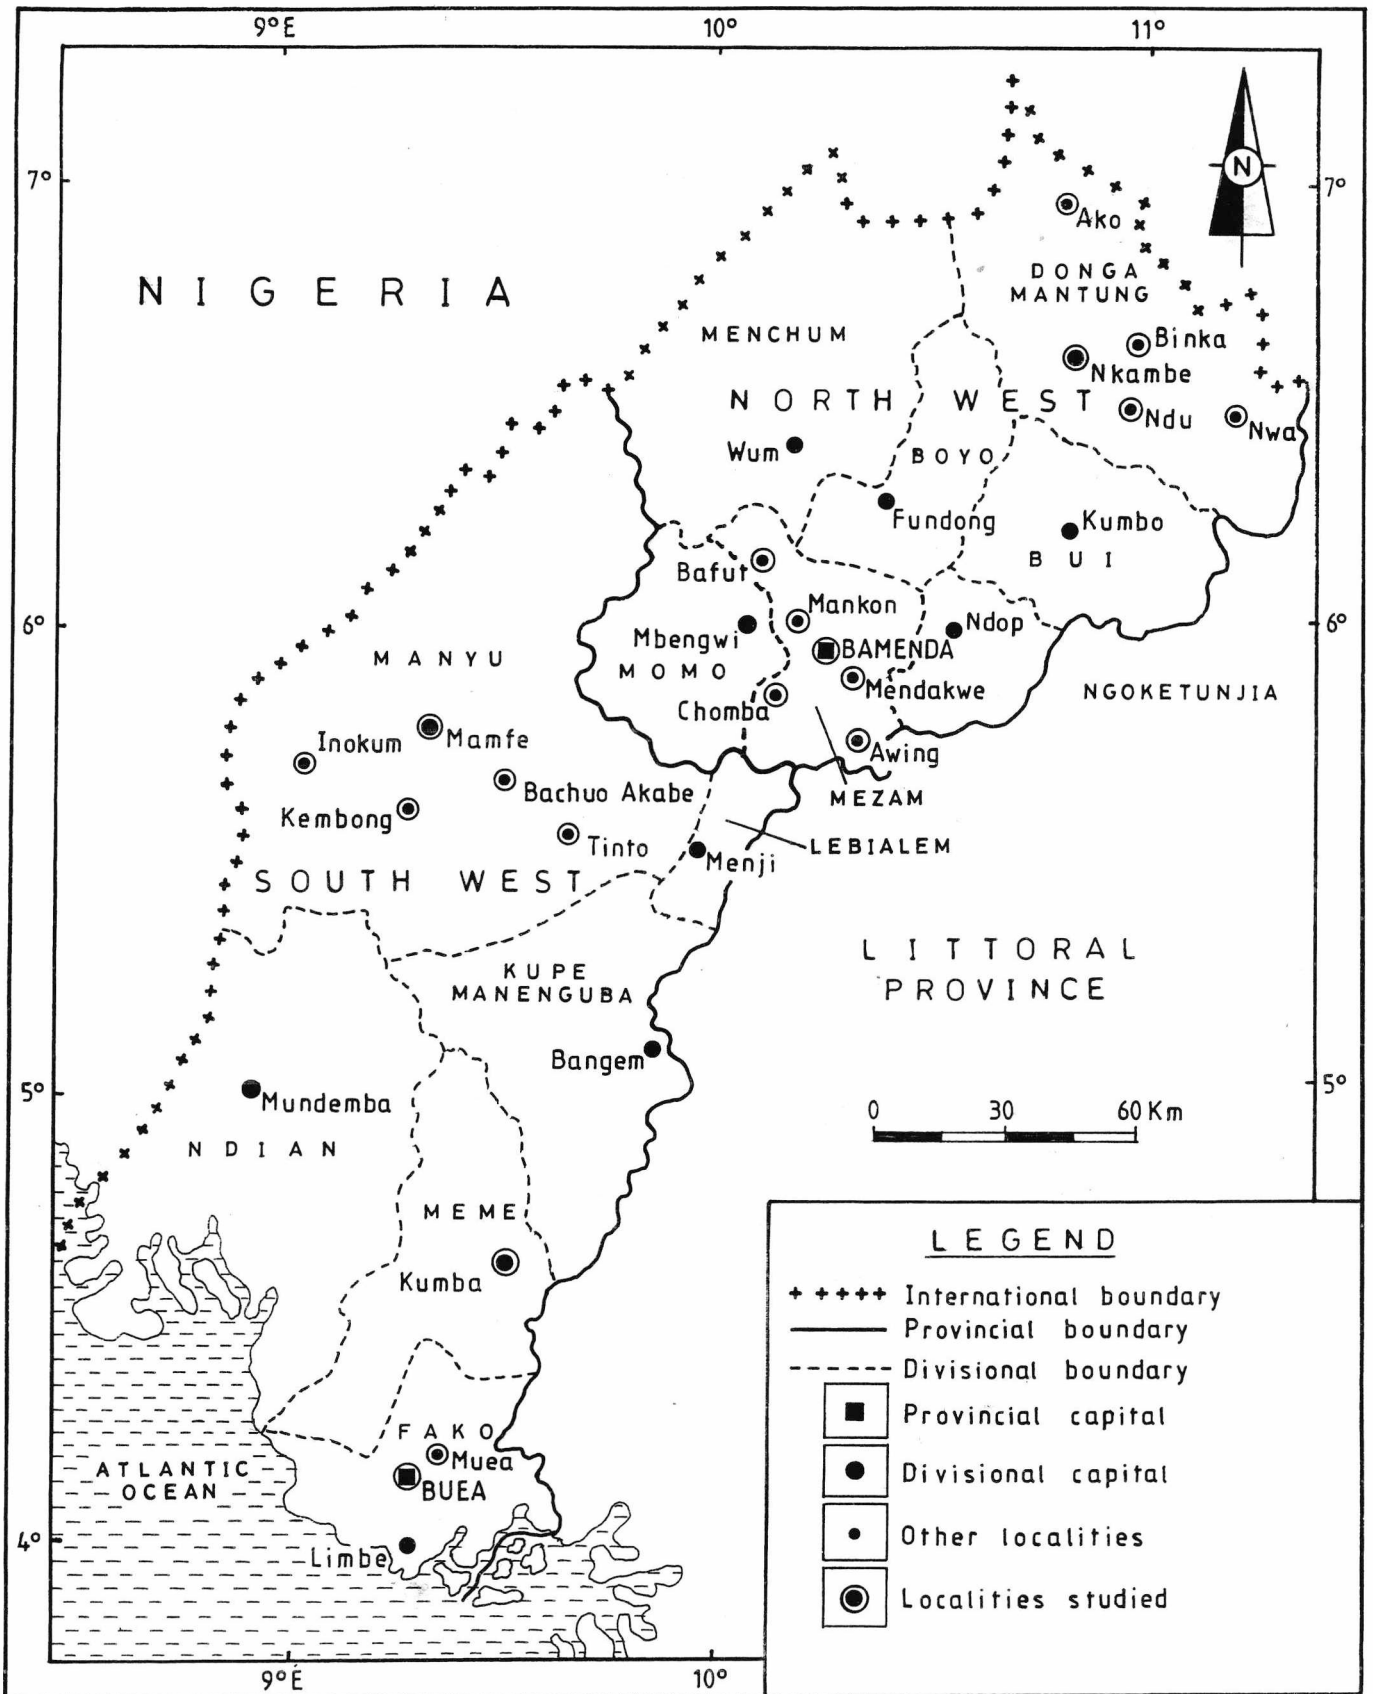 9°E 10° 11°
7° 7°
N
Ako
NIGERIA
DONGA
MANTUNG
MENCHUM
Binka
Nkambe
NORTH WEST
Ndu
Nwa
Wum
BOYO
Fundong
Kumbo
BUI
Bafut
Mankon
6° 6°
Mbengwi
Ndop
BAMENDA
MANYU
MOMO
Mendakwe
NGOKETUNJIA
Chomba
Inokum
Mamfe
Awing
Bachuo Akabe
MEZAM
Kembong
Tinto
LEBIALEM
Menji
SOUTH WEST
LITTORAL
PROVINCE
KUPE
MANENGUBA
Bangem
5° 5°
Mundemba
0 30 60 Km
NDIAN
MEME
Kumba
LEGEND
International boundary
Provincial boundary
Divisional boundary
Provincial capital
Divisional capital
Other localities
Localities studied
FAKO
Muea
BUEA
ATLANTIC
OCEAN
4°
Limbe
9°E 10°